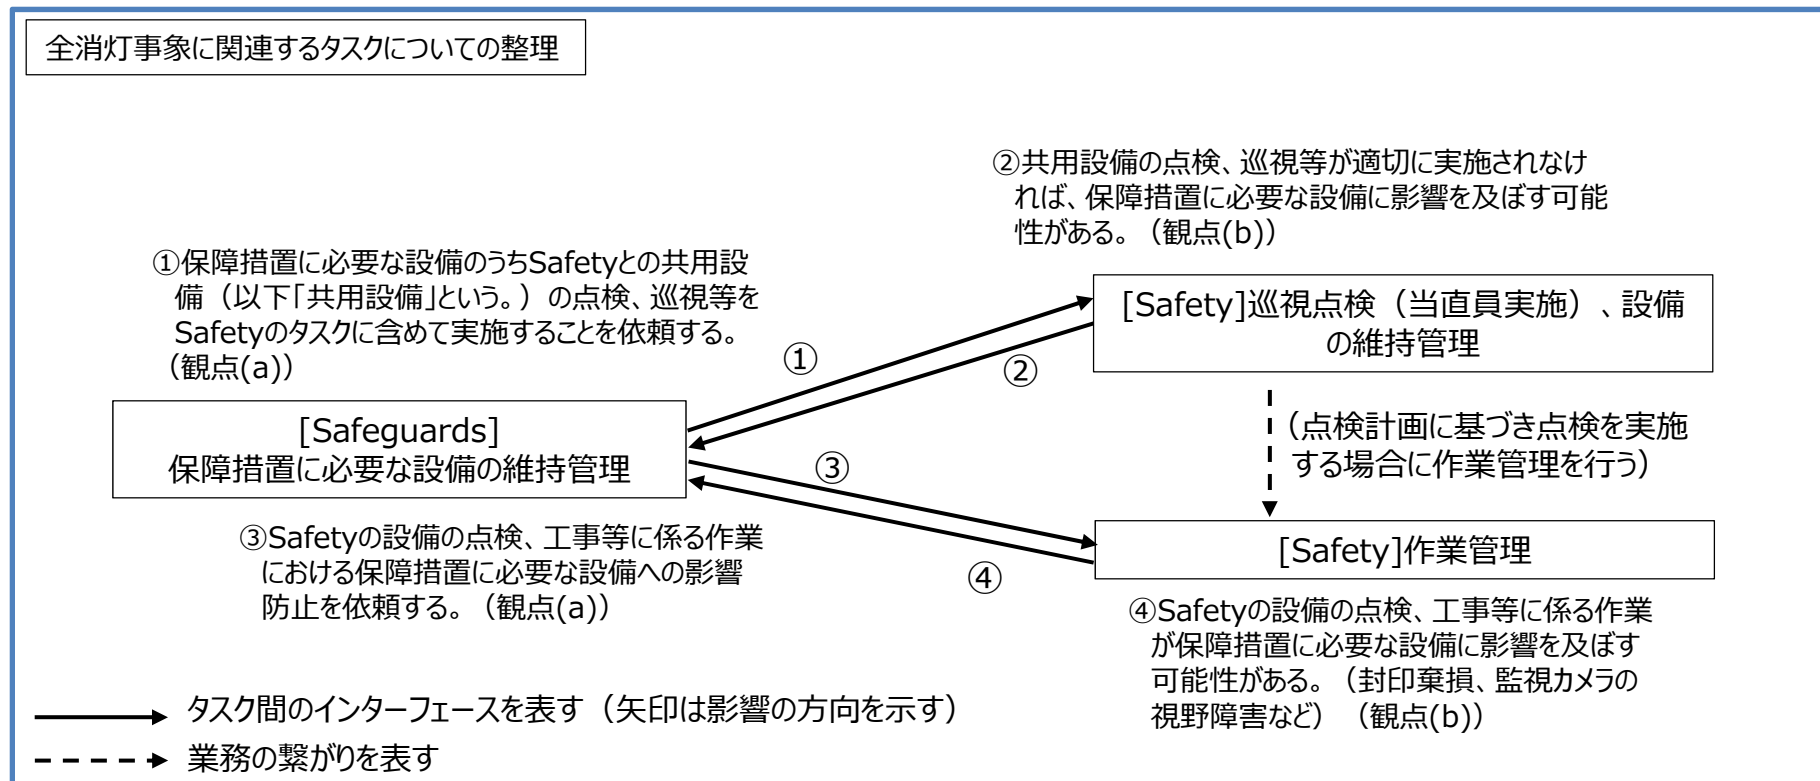 全消灯事象に関連するタスクについての整理
②共用設備の点検、巡視等が適切に実施されなけ
れば、保障措置に必要な設備に影響を及ぼす可能
性がある。（観点(b)）
①保障措置に必要な設備のうちSafetyとの共用設
備（以下「共用設備」という。）の点検、巡視等を
Safetyのタスクに含めて実施することを依頼する。
（観点(a)）
[Safety]巡視点検（当直員実施）、設備
の維持管理
①
②
[Safeguards]
保障措置に必要な設備の維持管理
（点検計画に基づき点検を実施
する場合に作業管理を行う）
③
④
③Safetyの設備の点検、工事等に係る作業
における保障措置に必要な設備への影響
防止を依頼する。（観点(a)）
[Safety]作業管理
④Safetyの設備の点検、工事等に係る作業
が保障措置に必要な設備に影響を及ぼす
可能性がある。（封印棄損、監視カメラの
視野障害など）（観点(b)）
タスク間のインターフェースを表す（矢印は影響の方向を示す）
業務の繋がりを表す